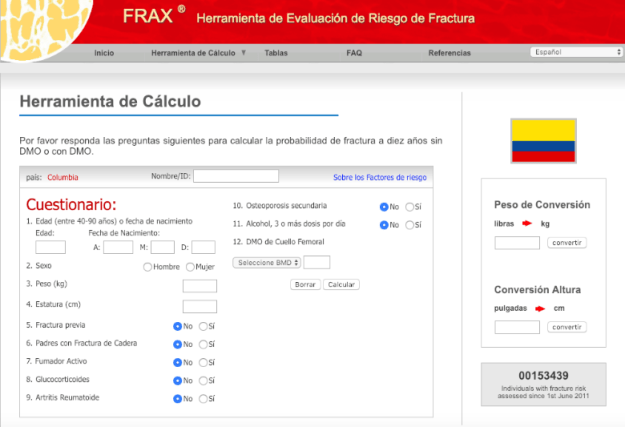 FRAX ® Herramienta de Evaluación de Riesgo de Fractura
Inicio Herramienta de Cálculo Tablas FAQ Referencias Español
Herramienta de Cálculo
Por favor responda las preguntas siguientes para calcular la probabilidad de fractura a diez años sin
DMO o con DMO.
país: Columbia Nombre/ID: Sobre los Factores de riesgo
Cuestionario:
1. Edad (entre 40-90 años) o fecha de nacimiento
Edad: Fecha de Nacimiento:
A: M: D:
2. Sexo Hombre Mujer
3. Peso (kg)
4. Estatura (cm)
5. Fractura previa No Sí
6. Padres con Fractura de Cadera No Sí
7. Fumador Activo No Sí
8. Glucocorticoides No Sí
9. Artritis Reumatoide No Sí
10. Osteoporosis secundaria No Sí
11. Alcohol, 3 o más dosis por día No Sí
12. DMO de Cuello Femoral
Seleccione BMD
Borrar Calcular
Peso de Conversión
libras kg
convertir
Conversión Altura
pulgadas cm
convertir
00153439
Individuals with fracture risk
assessed since 1st June 2011